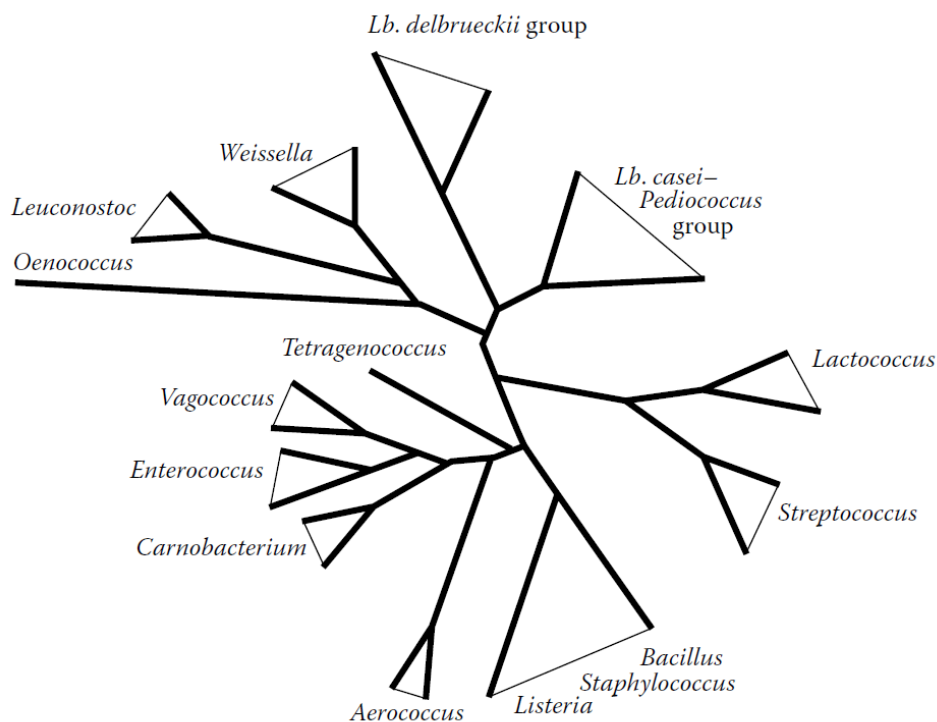 Lb. delbrueckii group
Weissella
Lb. casei–
Pediococcus
group
Leuconostoc
Oenococcus
Tetragenococcus
Lactococcus
Vagococcus
Enterococcus
Streptococcus
Carnobacterium
Bacillus
Staphylococcus
Listeria
Aerococcus